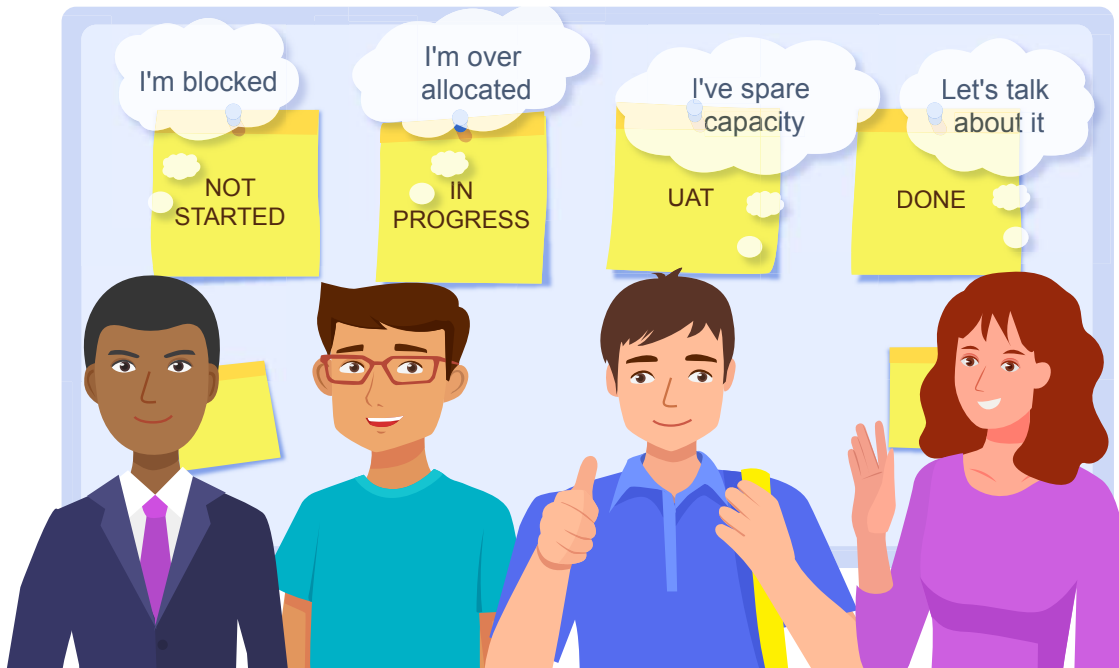 I'm blocked
I'm over
allocated
I've spare
capacity
Let's talk
about it
NOT
STARTED
IN
PROGRESS
UAT
DONE